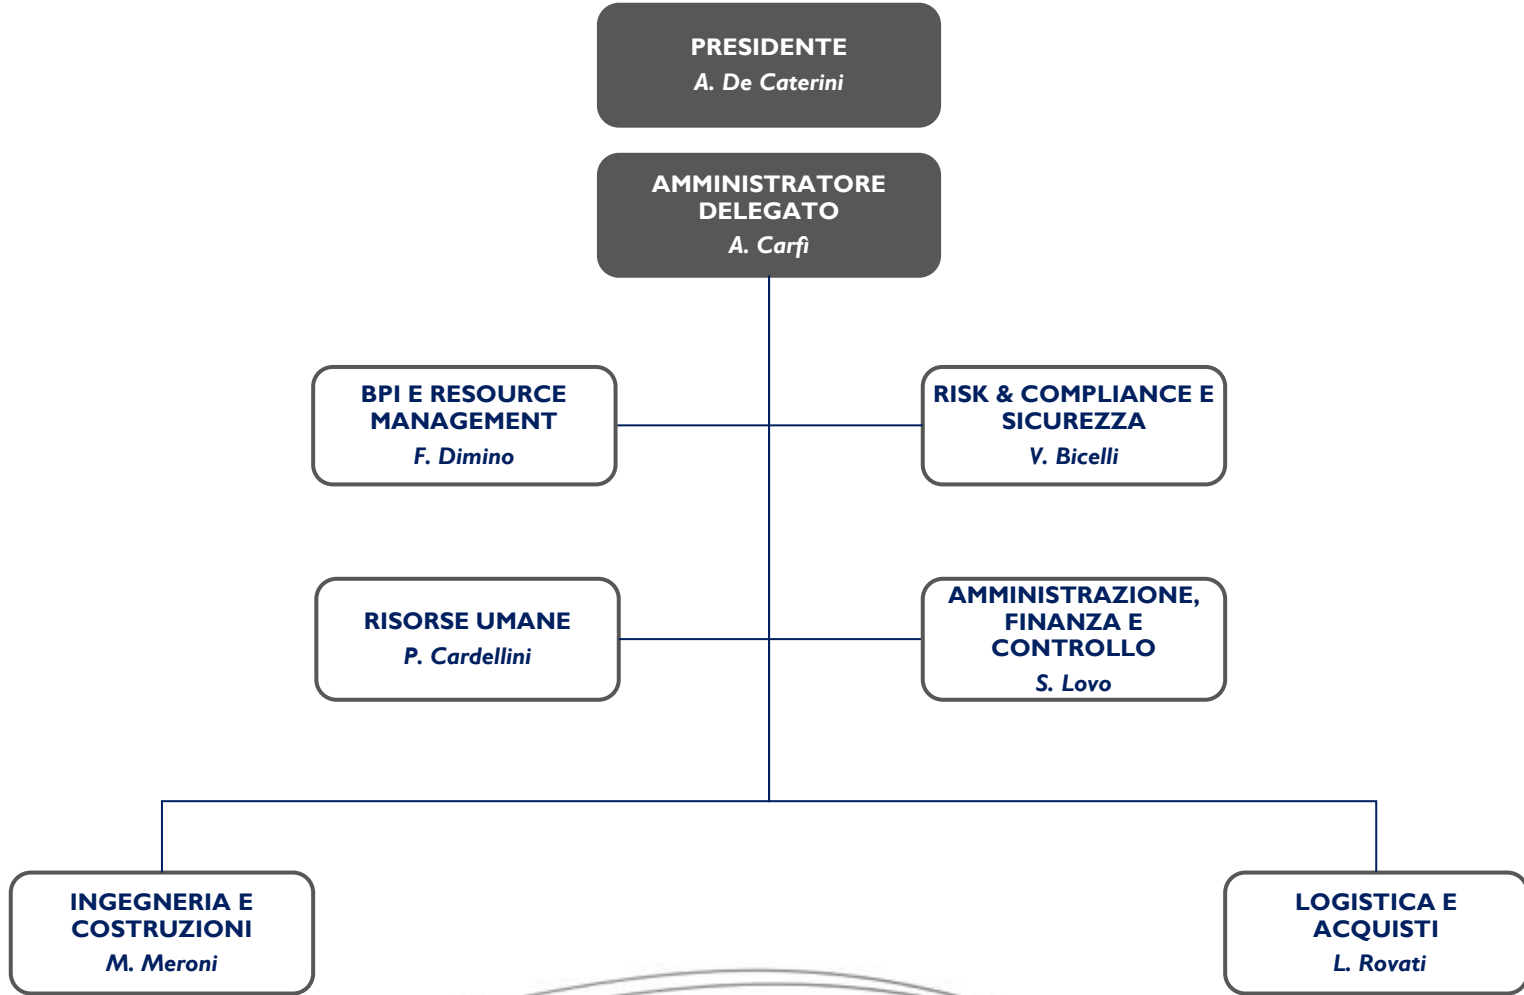 PRESIDENTE
A. De Caterini
AMMINISTRATORE
DELEGATO
A. Carfì
BPI E RESOURCE
MANAGEMENT
F. Dimino
RISK & COMPLIANCE E
SICUREZZA
V. Bicelli
RISORSE UMANE
P. Cardellini
AMMINISTRAZIONE,
FINANZA E
CONTROLLO
S. Lovo
INGEGNERIA E
COSTRUZIONI
M. Meroni
LOGISTICA E
ACQUISTI
L. Rovati